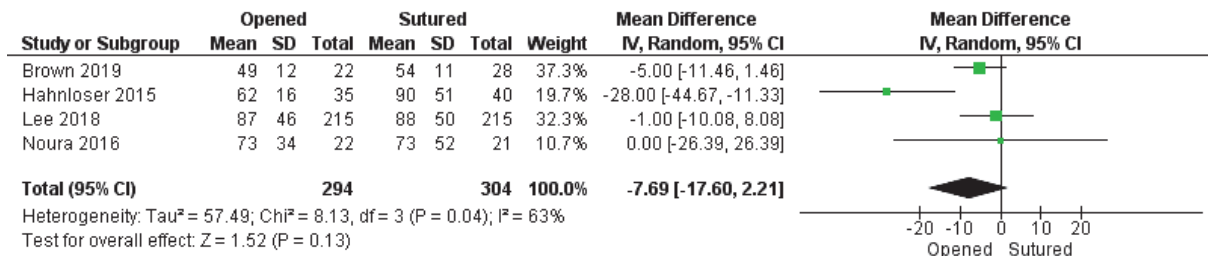 Opened Sutured Mean Difference Mean Difference
Study or Subgroup Mean SD Total Mean SD Total Weight IV, Random, 95% CI IV, Random, 95% CI
Brown 2019 49 12 22 54 11 28 37.3% -5.00 [-11.46, 1.46]
Hahnloser 2015 62 16 35 90 51 40 19.7% -28.00 [-44.67, -11.33]
Lee 2018 87 46 215 88 50 215 32.3% -1.00 [-10.08, 8.08]
Noura 2016 73 34 22 73 52 21 10.7% 0.00 [-26.39, 26.39]
Total (95% CI) 294 304 100.0% -7.69 [-17.60, 2.21]
Heterogeneity: Tau² = 57.49; Chi² = 8.13, df = 3 (P = 0.04); I² = 63%
Test for overall effect: Z = 1.52 (P = 0.13)
-20 -10 0 10 20
Opened Sutured